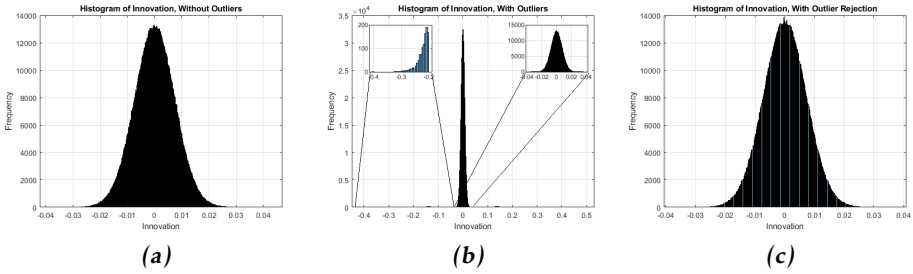 Histogram of Innovation, Without Outliers
14000
12000
10000
8000
6000
4000
2000
0
Frequency
-0.04 -0.03 -0.02 -0.01 0 0.01 0.02 0.03 0.04
Innovation
(a)
Histogram of Innovation, With Outliers
×10⁴
3.5
3
2.5
2
1.5
1
0.5
0
Frequency
200
100
0
-0.4 -0.3 -0.2
15000
10000
5000
0
-0.04 -0.02 0 0.02 0.04
-0.4 -0.3 -0.2 -0.1 0 0.1 0.2 0.3 0.4 0.5
Innovation
(b)
Histogram of Innovation, With Outlier Rejection
14000
12000
10000
8000
6000
4000
2000
0
Frequency
-0.04 -0.03 -0.02 -0.01 0 0.01 0.02 0.03 0.04
Innovation
(c)